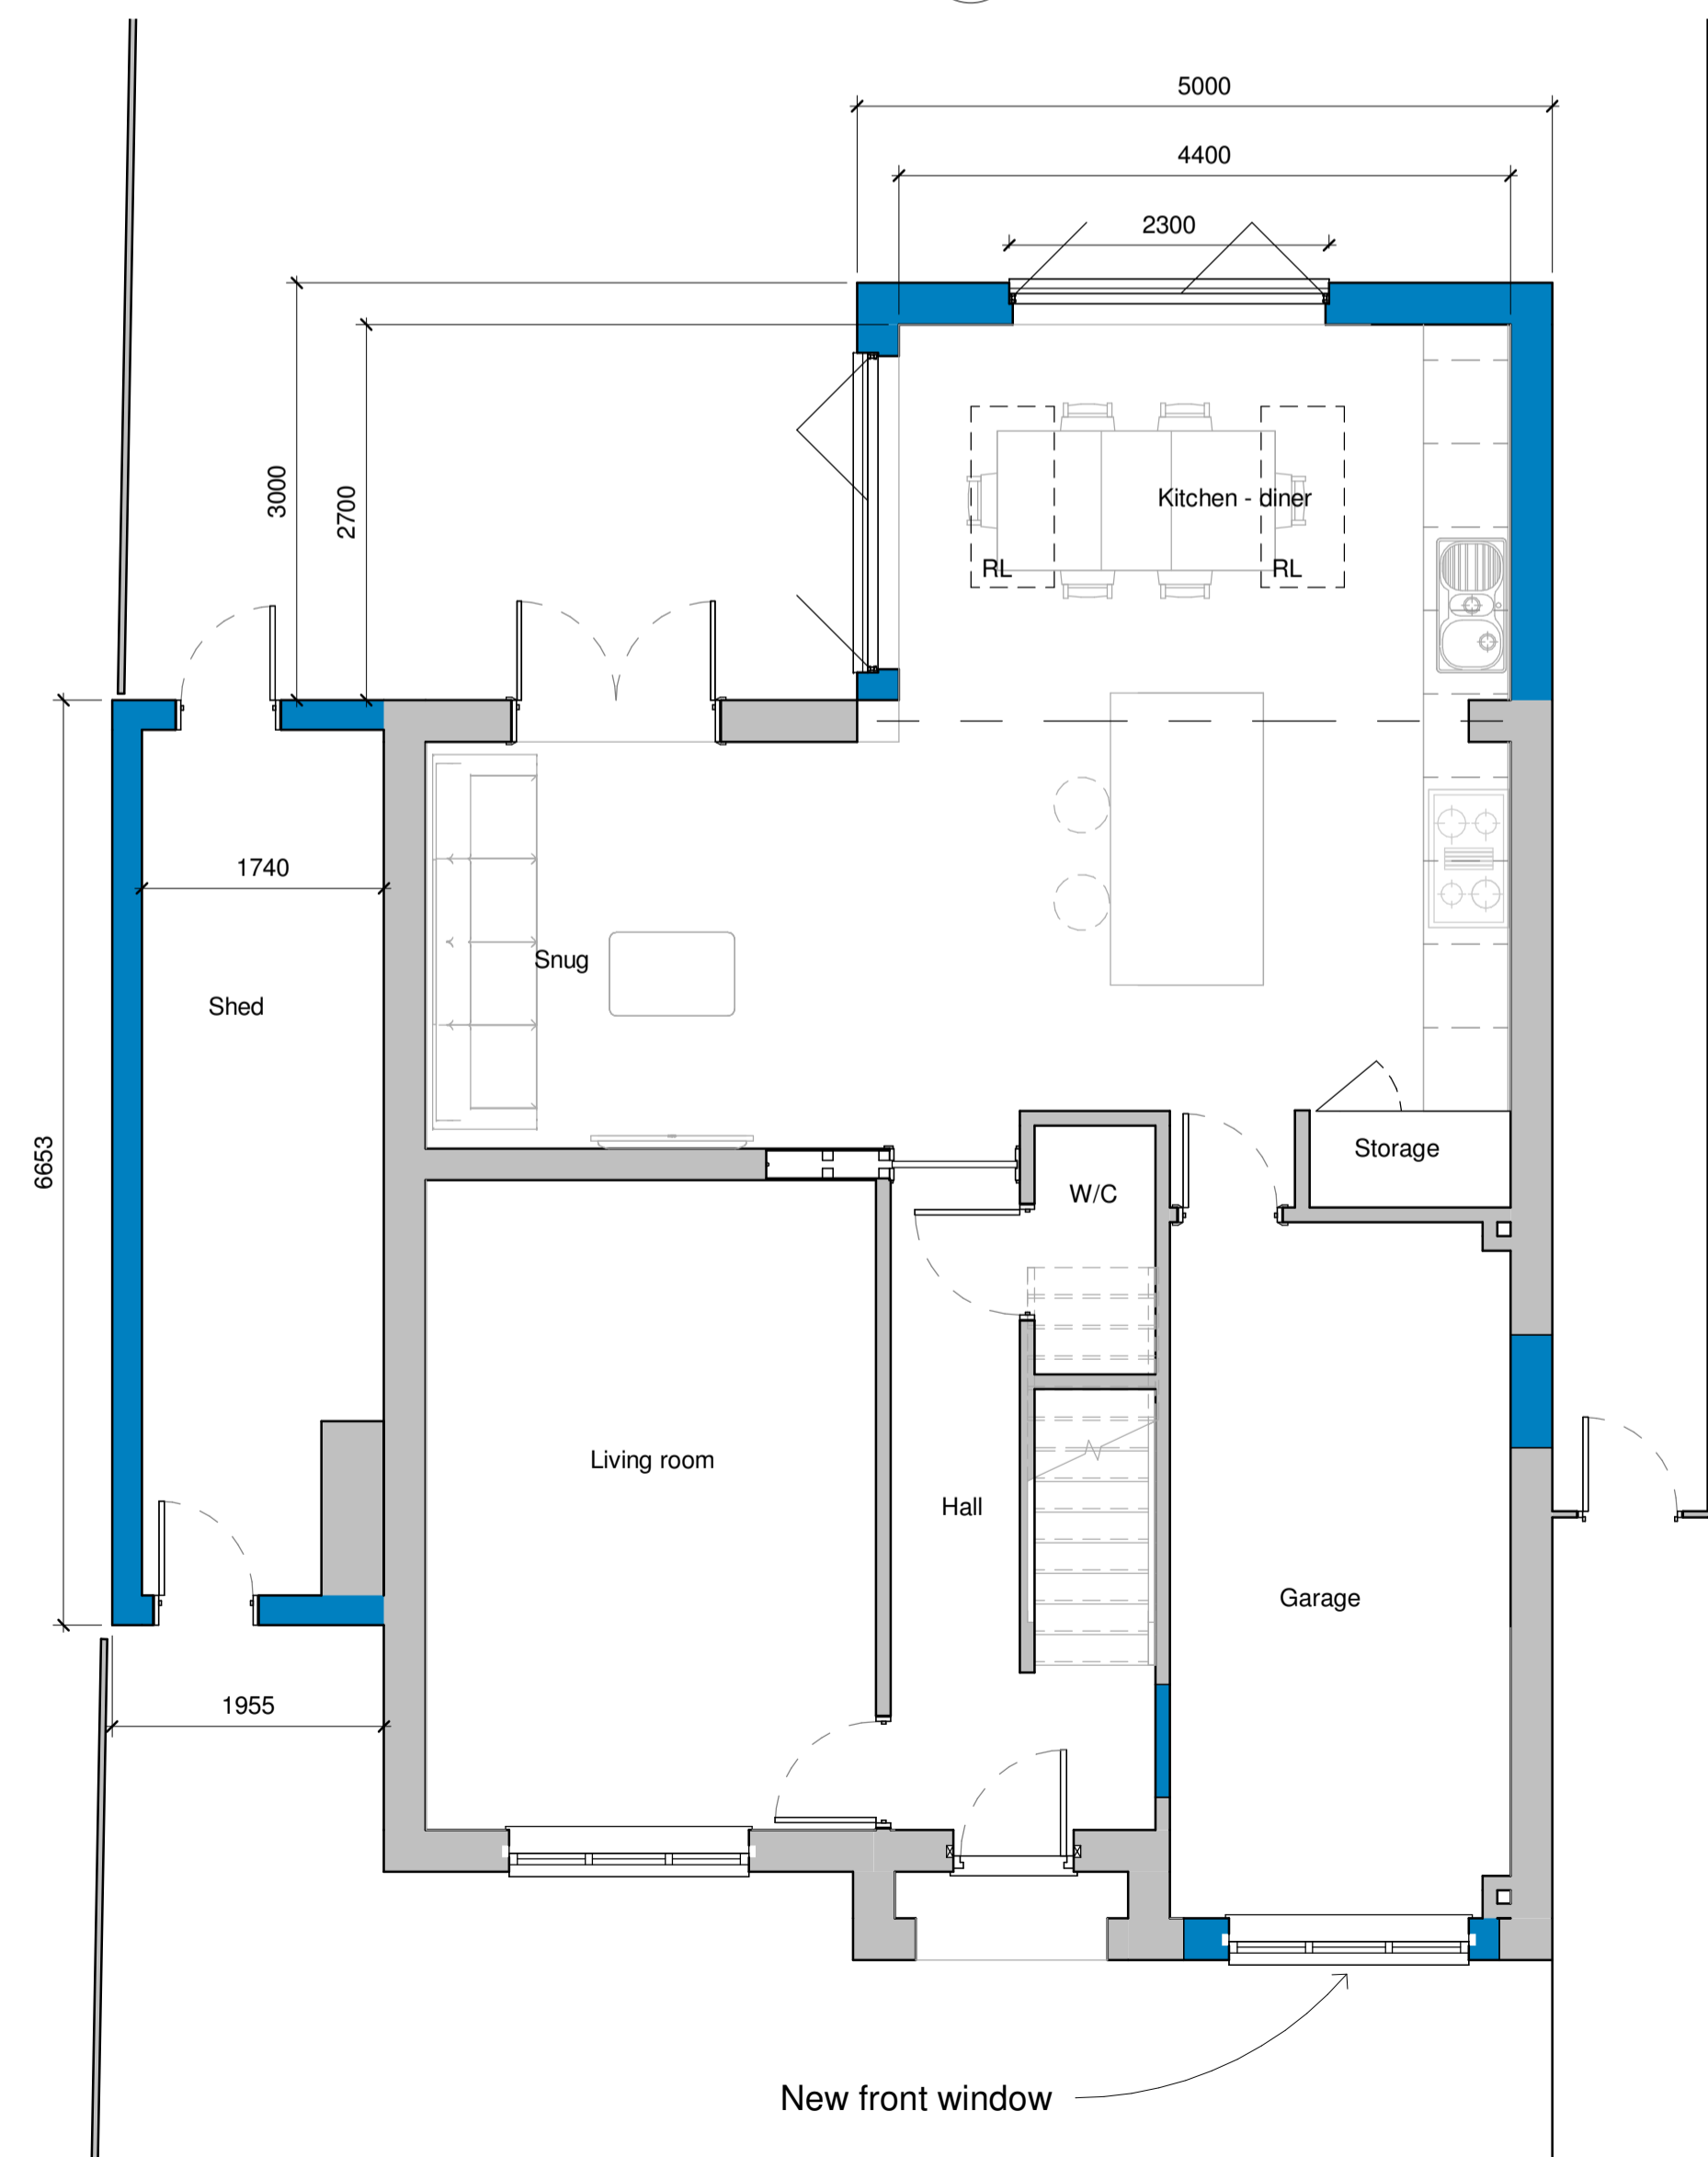 5000
4400
2300
3000
2700
Kitchen - diner
RL
RL
1740
Snug
Shed
6653
Storage
W/C
Living room
Hall
Garage
1955
New front window